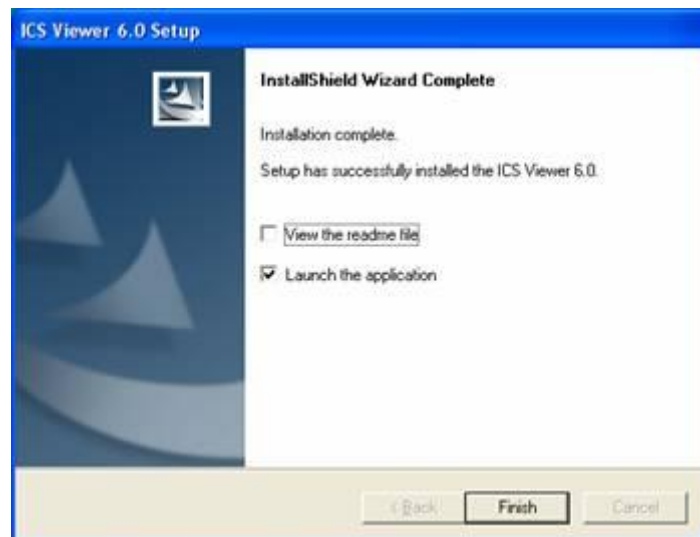 ICS Viewer 6.0 Setup
InstallShield Wizard Complete
Installation complete.
Setup has successfully installed the ICS Viewer 6.0.
View the readme file
Launch the application
< Back Finish Cancel